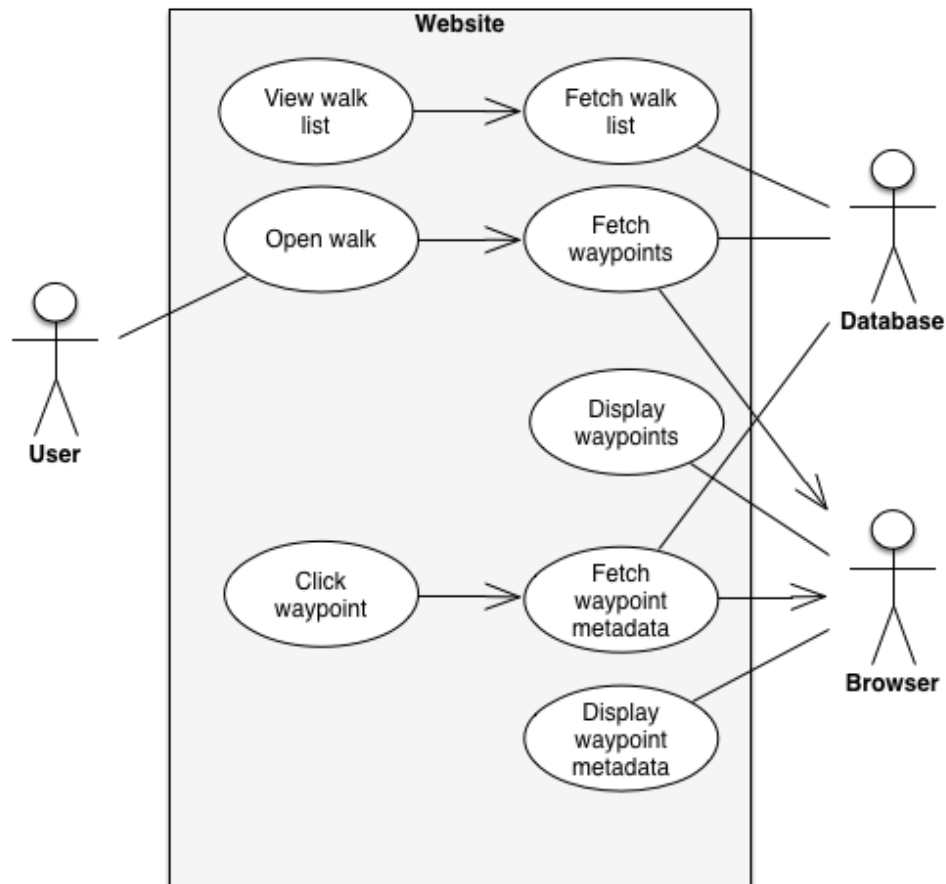 Website
View walk
list
Fetch walk
list
Open walk
Fetch
waypoints
Database
User
Display
waypoints
Click
waypoint
Fetch
waypoint
metadata
Browser
Display
waypoint
metadata